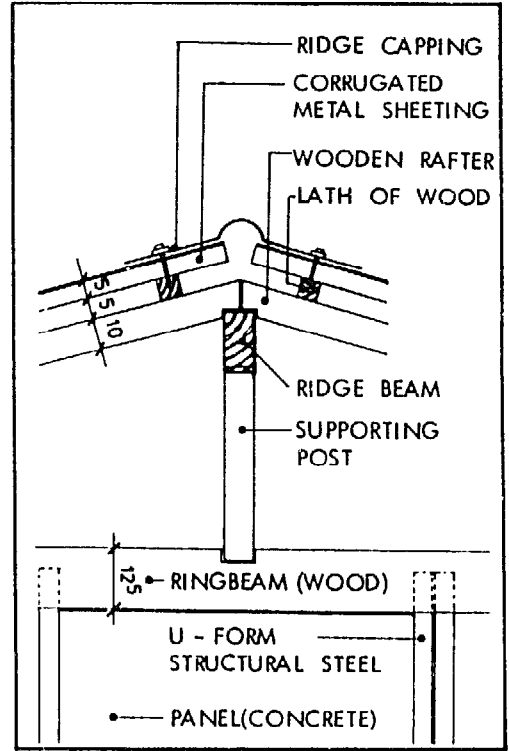 RIDGE CAPPING
CORRUGATED
METAL SHEETING
WOODEN RAFTER
LATH OF WOOD
5
5
10
RIDGE BEAM
SUPPORTING
POST
12⁵
RINGBEAM (WOOD)
U - FORM
STRUCTURAL STEEL
PANEL(CONCRETE)